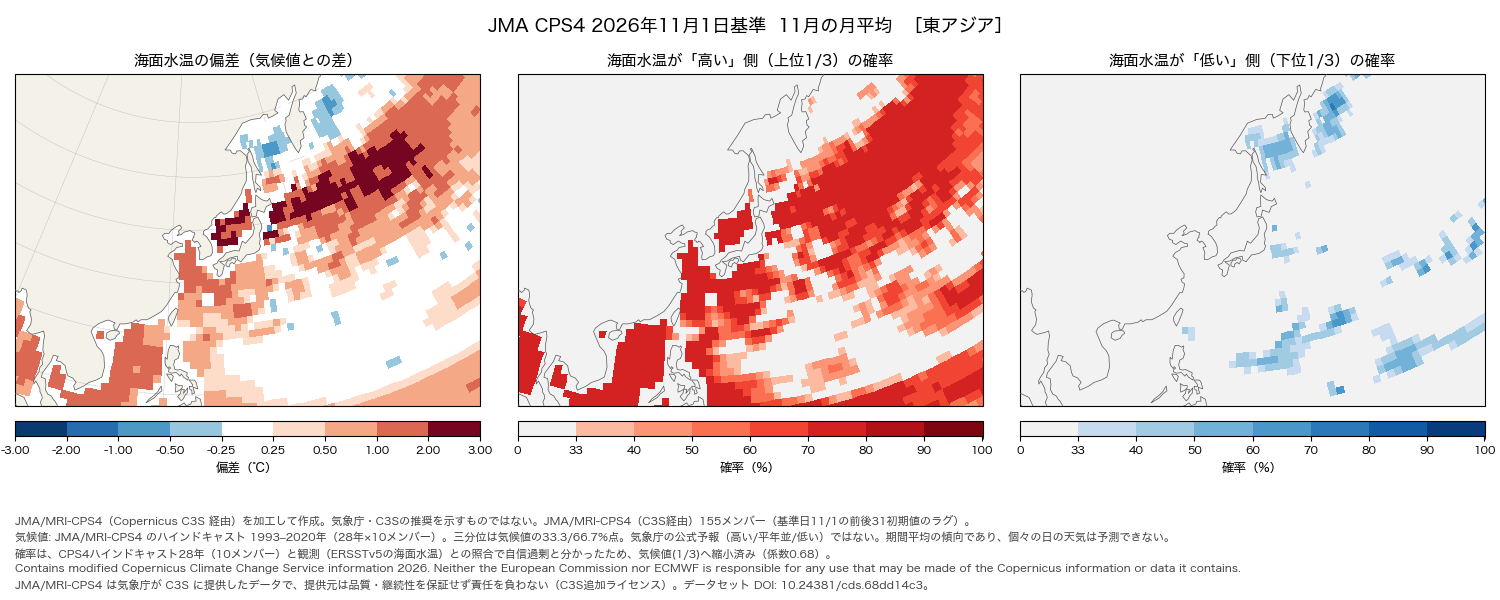 JMA CPS4 2026年11月1日基準 11月の月平均 ［東アジア］
海面水温の偏差（気候値との差）
海面水温が「高い」側（上位1/3）の確率
海面水温が「低い」側（下位1/3）の確率
-3.00 -2.00 -1.00 -0.50 -0.25 0.25 0.50 1.00 2.00 3.00
偏差（℃）
0 33 40 50 60 70 80 90 100
確率（%）
0 33 40 50 60 70 80 90 100
確率（%）
JMA/MRI-CPS4（Copernicus C3S 経由）を加工して作成。気象庁・C3Sの推奨を示すものではない。JMA/MRI-CPS4（C3S経由）155メンバー（基準日11/1の前後31初期値のラグ）。
気候値: JMA/MRI-CPS4 のハインドキャスト 1993–2020年（28年×10メンバー）。三分位は気候値の33.3/66.7%点。気象庁の公式予報（高い/平年並/低い）ではない。期間平均の傾向であり、個々の日の天気は予測できない。
確率は、CPS4ハインドキャスト28年（10メンバー）と観測（ERSSTv5の海面水温）との照合で自信過剰と分かったため、気候値(1/3)へ縮小済み（係数0.68）。
Contains modified Copernicus Climate Change Service information 2026. Neither the European Commission nor ECMWF is responsible for any use that may be made of the Copernicus information or data it contains.
JMA/MRI-CPS4 は気象庁が C3S に提供したデータで、提供元は品質・継続性を保証せず責任を負わない（C3S追加ライセンス）。データセット DOI: 10.24381/cds.68dd14c3。